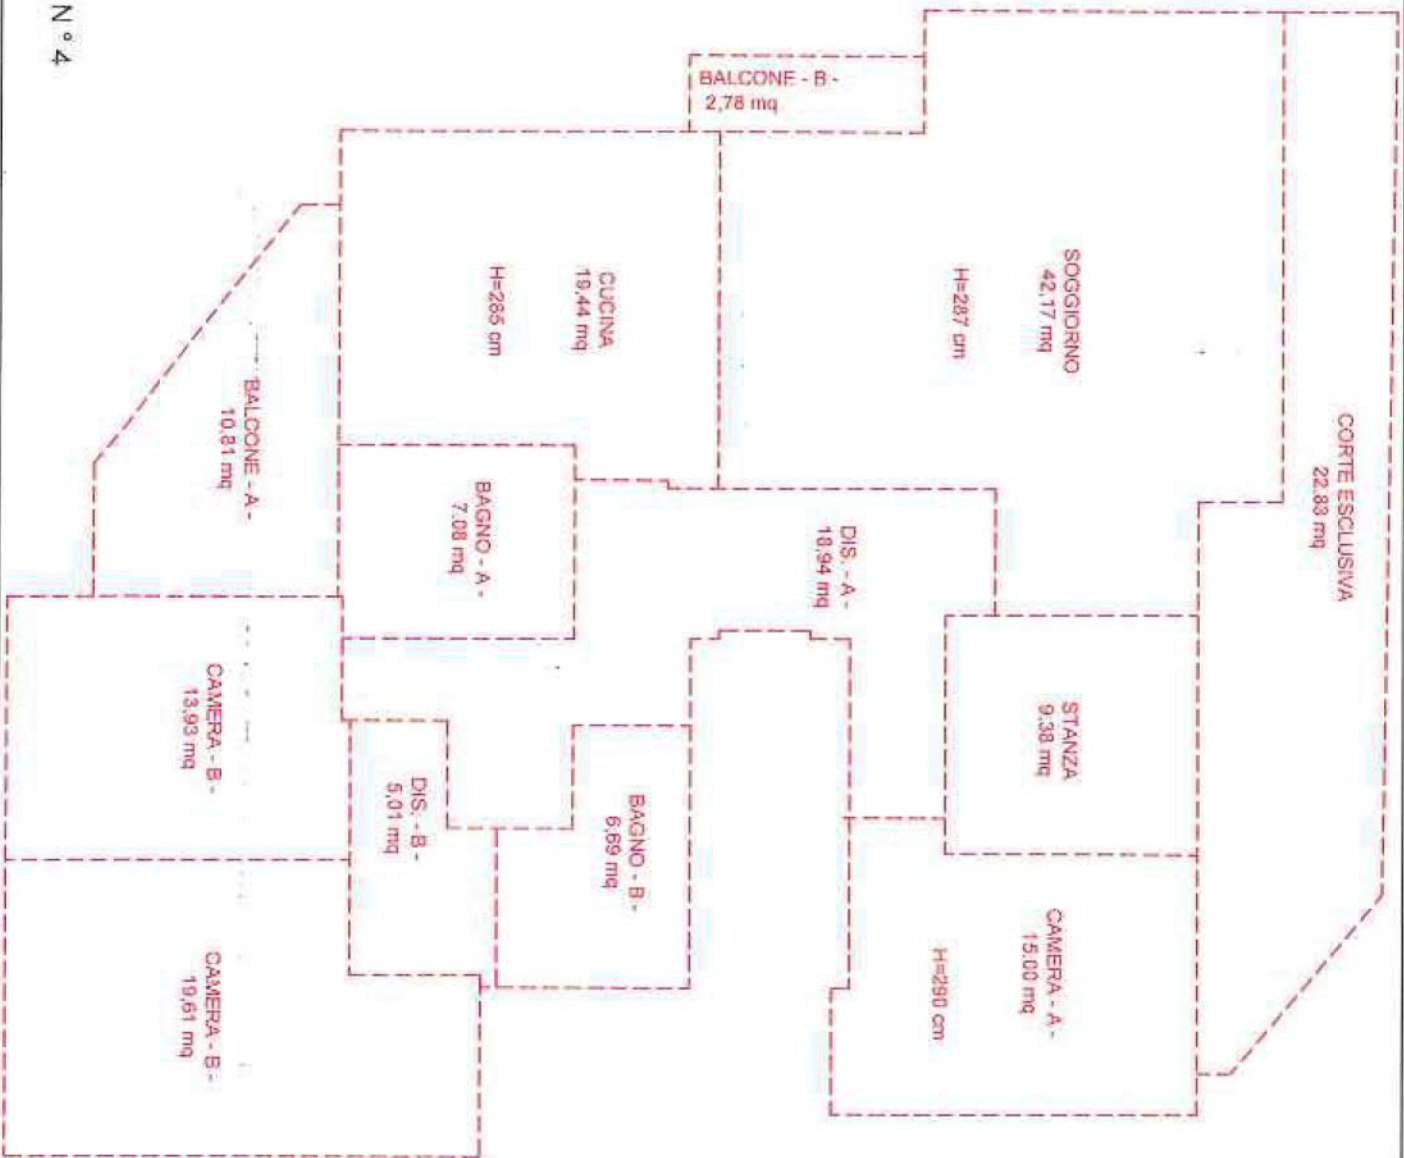 N° 4
BALCONE - B -
2,78 mq
CORTE ESCLUSIVA
22,83 mq
SOGGIORNO
42,17 mq
H=287 cm
CUCINA
19,44 mq
H=285 cm
BALCONE - A -
10,81 mq
BAGNO - A -
7,08 mq
DIS. - A -
18,94 mq
STANZA
9,38 mq
CAMERA - A -
15,00 mq
H=290 cm
BAGNO - B -
6,69 mq
DIS. - B -
5,01 mq
CAMERA - B -
13,93 mq
CAMERA - B -
19,61 mq